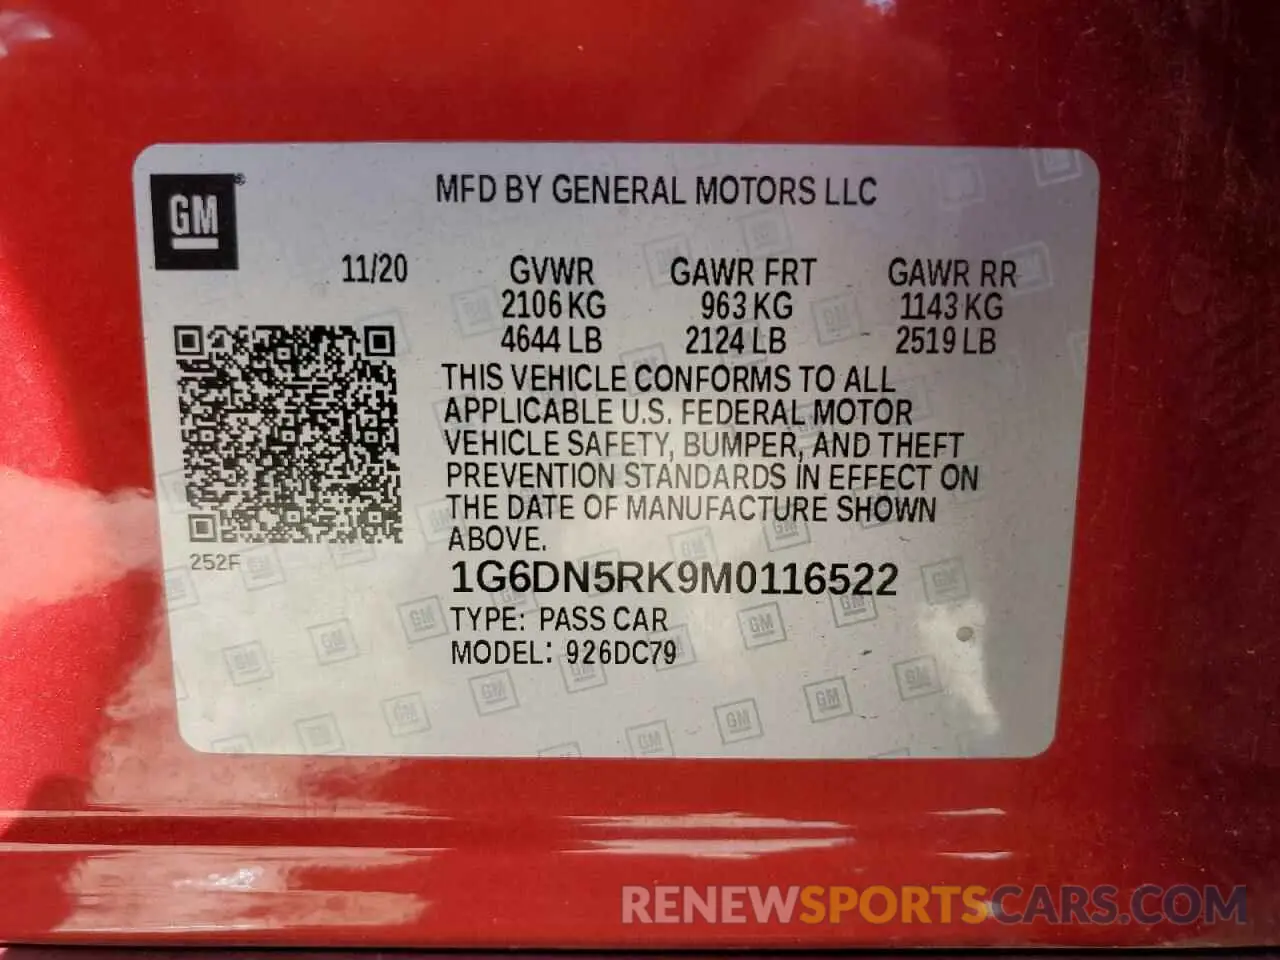 MFD BY GENERAL MOTORS LLC
GM®
11/20
GVWR GAWR FRT GAWR RR
2106 KG 963 KG 1143 KG
4644 LB 2124 LB 2519 LB
THIS VEHICLE CONFORMS TO ALL
APPLICABLE U.S. FEDERAL MOTOR
VEHICLE SAFETY, BUMPER, AND THEFT
PREVENTION STANDARDS IN EFFECT ON
THE DATE OF MANUFACTURE SHOWN
ABOVE.
252F
1G6DN5RK9M0116522
TYPE: PASS CAR
MODEL: 926DC79
RENEWSPORTSCARS.COM